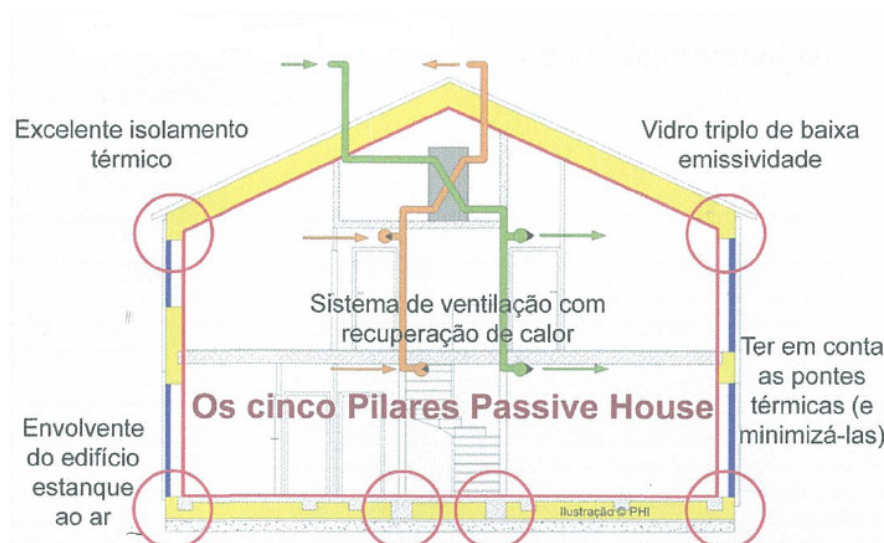 Excelente isolamento
térmico
Vidro triplo de baixa
emissividade
Sistema de ventilação com
recuperação de calor
Ter em conta
as pontes
térmicas (e
minimizá-las)
Os cinco Pilares Passive House
Envolvente
do edifício
estanque
ao ar
Ilustração © PHI